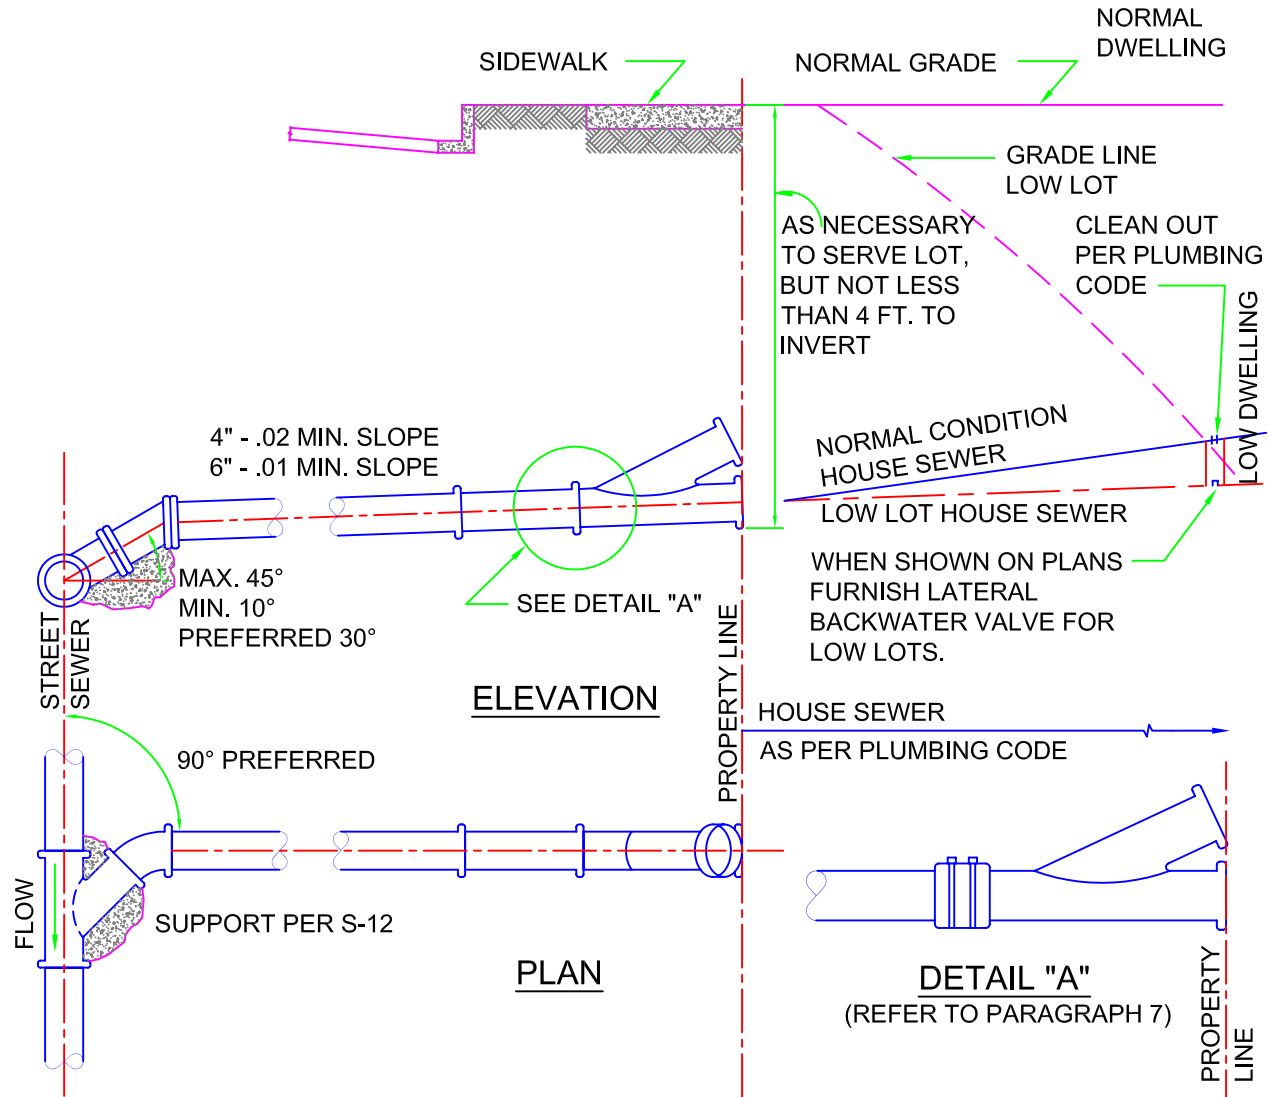 NORMAL
DWELLING
SIDEWALK
NORMAL GRADE
GRADE LINE
LOW LOT
AS NECESSARY
TO SERVE LOT,
BUT NOT LESS
THAN 4 FT. TO
INVERT
CLEAN OUT
PER PLUMBING
CODE
LOW DWELLING
4" - .02 MIN. SLOPE
6" - .01 MIN. SLOPE
NORMAL CONDITION
HOUSE SEWER
LOW LOT HOUSE SEWER
MAX. 45°
MIN. 10°
PREFERRED 30°
SEE DETAIL "A"
WHEN SHOWN ON PLANS
FURNISH LATERAL
BACKWATER VALVE FOR
LOW LOTS.
STREET
SEWER
PROPERTY LINE
ELEVATION
HOUSE SEWER
AS PER PLUMBING CODE
90° PREFERRED
FLOW
SUPPORT PER S-12
PLAN
DETAIL "A"
(REFER TO PARAGRAPH 7)
PROPERTY
LINE